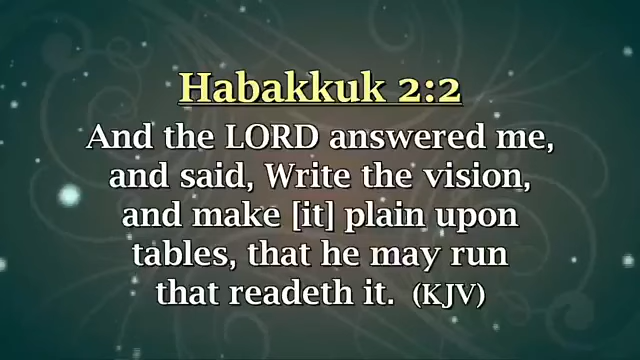 Habakkuk 2:2
And the LORD answered me,
and said, Write the vision,
and make [it] plain upon
tables, that he may run
that readeth it. (KJV)